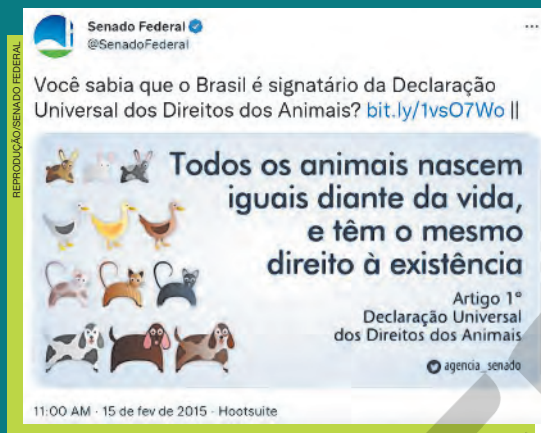 REPRODUÇÃO/SENADO FEDERAL
Senado Federal
@SenadoFederal
...
Você sabia que o Brasil é signatário da Declaração
Universal dos Direitos dos Animais? bit.ly/1vsO7Wo ||
Todos os animais nascem
iguais diante da vida,
e têm o mesmo
direito à existência
Artigo 1º
Declaração Universal
dos Direitos dos Animais
agencia_senado
11:00 AM · 15 de fev de 2015 · Hootsuite